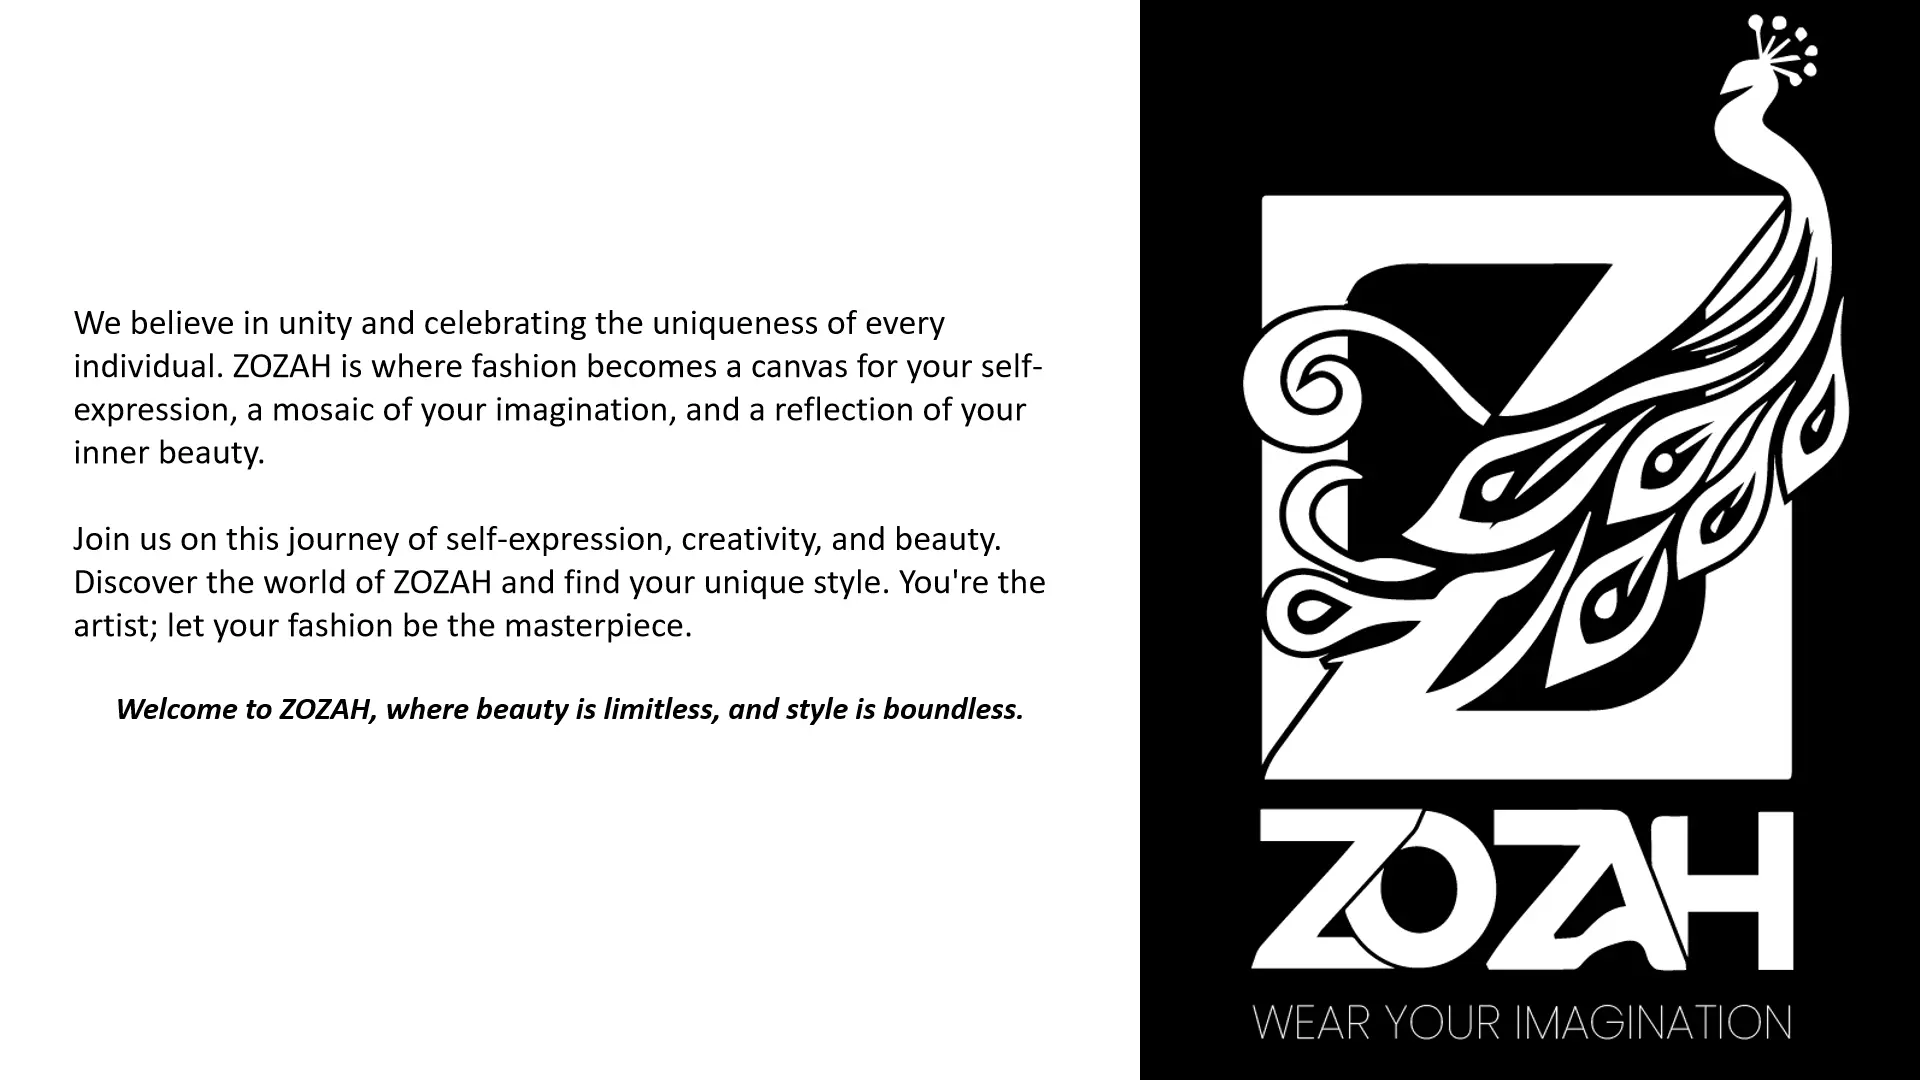 We believe in unity and celebrating the uniqueness of every
individual. ZOZAH is where fashion becomes a canvas for your self-
expression, a mosaic of your imagination, and a reflection of your
inner beauty.
Join us on this journey of self-expression, creativity, and beauty.
Discover the world of ZOZAH and find your unique style. You're the
artist; let your fashion be the masterpiece.
Welcome to ZOZAH, where beauty is limitless, and style is boundless.
ZOZAH
WEAR YOUR IMAGINATION